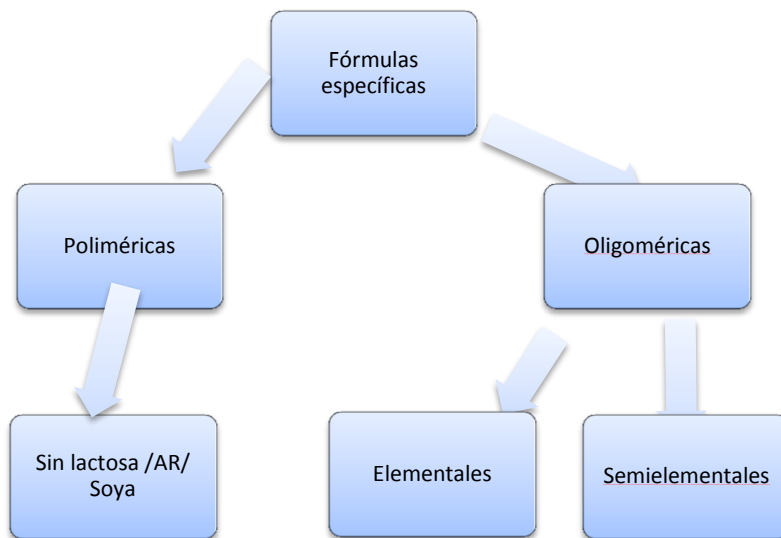 Fórmulas
específicas
Poliméricas
Oligoméricas
Sin lactosa /AR/
Soya
Elementales
Semielementales